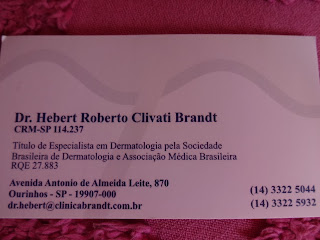 Dr. Hebert Roberto Clivati Brandt
CRM-SP 114.237
Título de Especialista em Dermatologia pela Sociedade
Brasileira de Dermatologia e Associação Médica Brasileira
RQE 27.883
Avenida Antonio de Almeida Leite, 870
Ourinhos - SP - 19907-000
dr.hebert@clinicabrandt.com.br
(14) 3322 5044
(14) 3322 5932